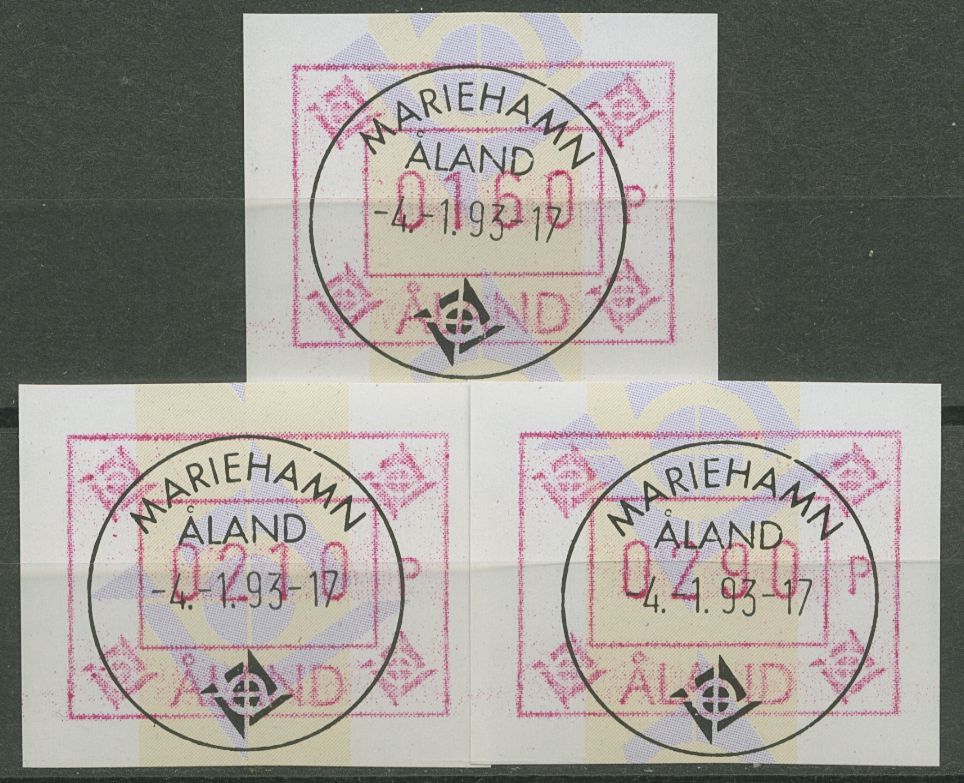 MARIEHAMN
ÅLAND
0160 P
-4.-1.93-17
ÅLAND
MARIEHAMN
ÅLAND
0210 P
-4.-1.93-17
ÅLAND
MARIEHAMN
ÅLAND
0290 P
-4.-1.93-17
ÅLAND